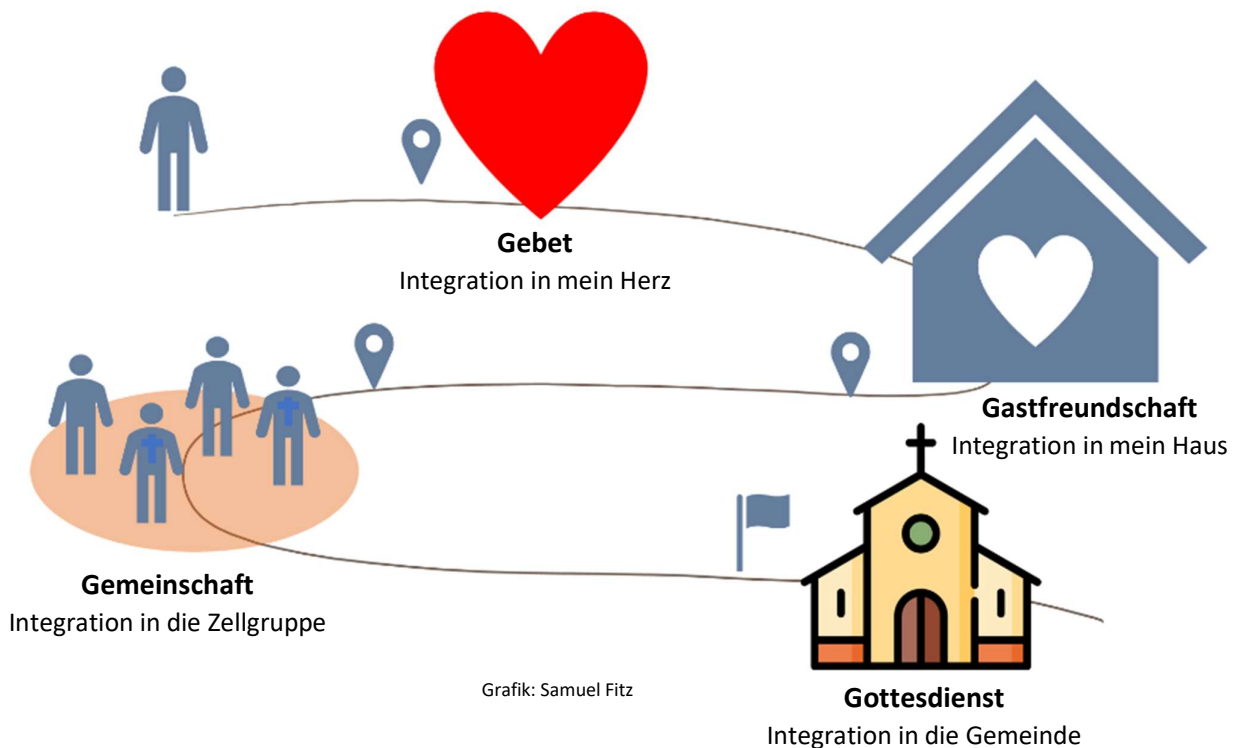 Gebet
Integration in mein Herz
Gastfreundschaft
Integration in mein Haus
Gemeinschaft
Integration in die Zellgruppe
Grafik: Samuel Fitz
Gottesdienst
Integration in die Gemeinde